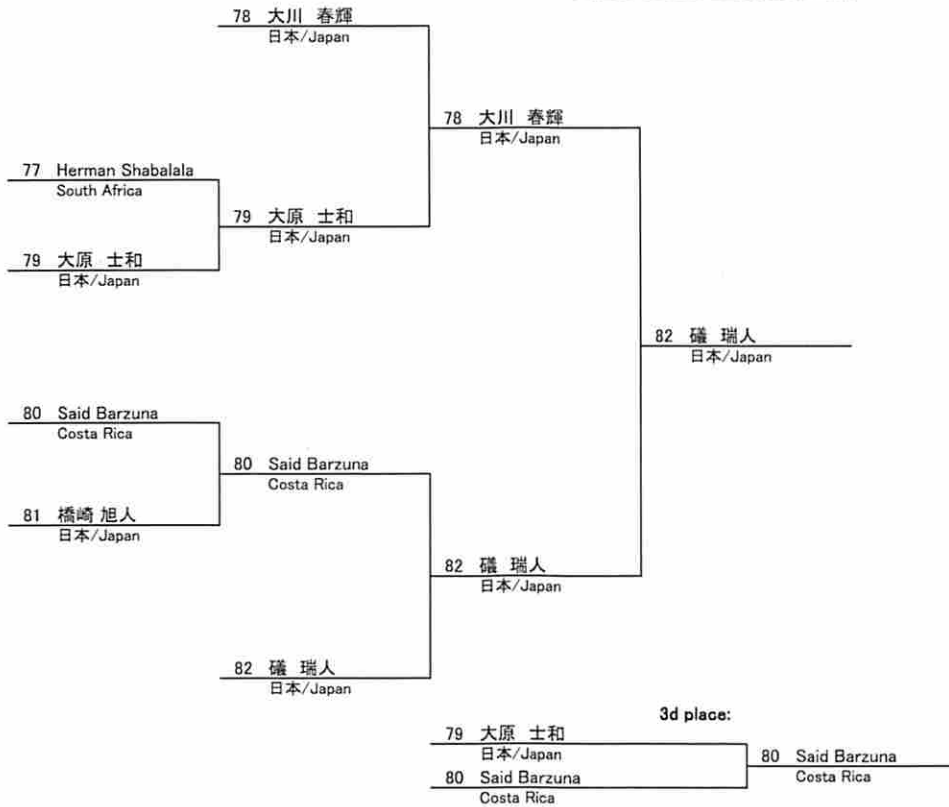 78 大川 春輝
日本/Japan
78 大川 春輝
日本/Japan
77 Herman Shabalala
South Africa
79 大原 士和
日本/Japan
79 大原 士和
日本/Japan
82 礒 瑞人
日本/Japan
80 Said Barzuna
Costa Rica
80 Said Barzuna
Costa Rica
81 橋崎 旭人
日本/Japan
82 礒 瑞人
日本/Japan
82 礒 瑞人
日本/Japan
3d place:
79 大原 士和
日本/Japan
80 Said Barzuna
Costa Rica
80 Said Barzuna
Costa Rica